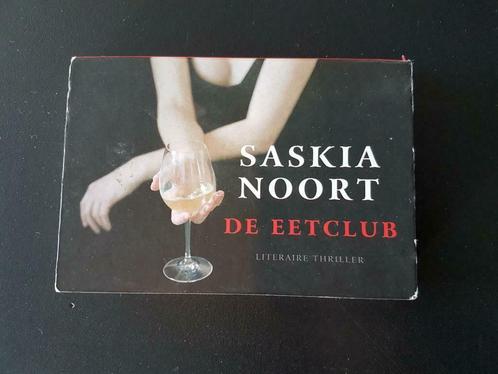 SASKIA
NOORT
DE EETCLUB
LITERAIRE THRILLER